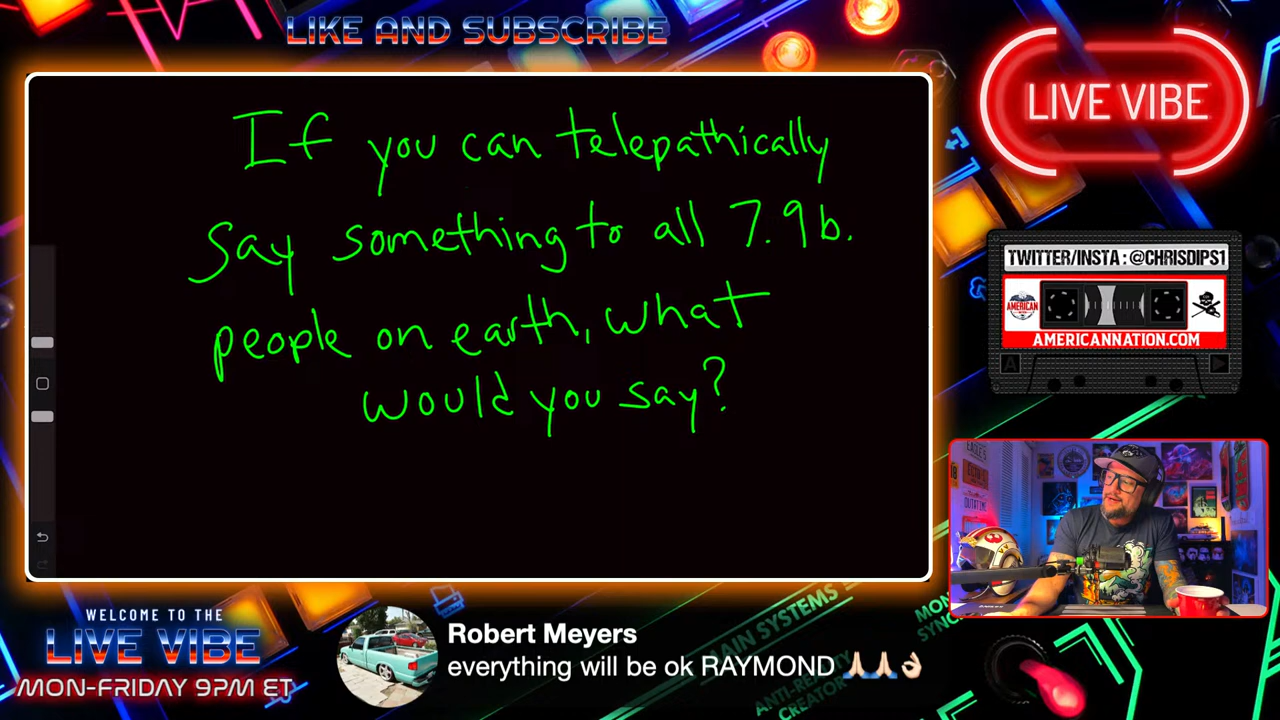 LIKE AND SUBSCRIBE
If you can telepathically
say something to all 7.9b.
people on earth, what
would you say?
LIVE VIBE
TWITTER/INSTA : @CHRISDIPS1
AMERICAN
AMERICANNATION.COM
A
WELCOME TO THE
LIVE VIBE
MON-FRIDAY 9PM ET
Robert Meyers
everything will be ok RAYMOND 🙏🏻🙏🏻👌🏻